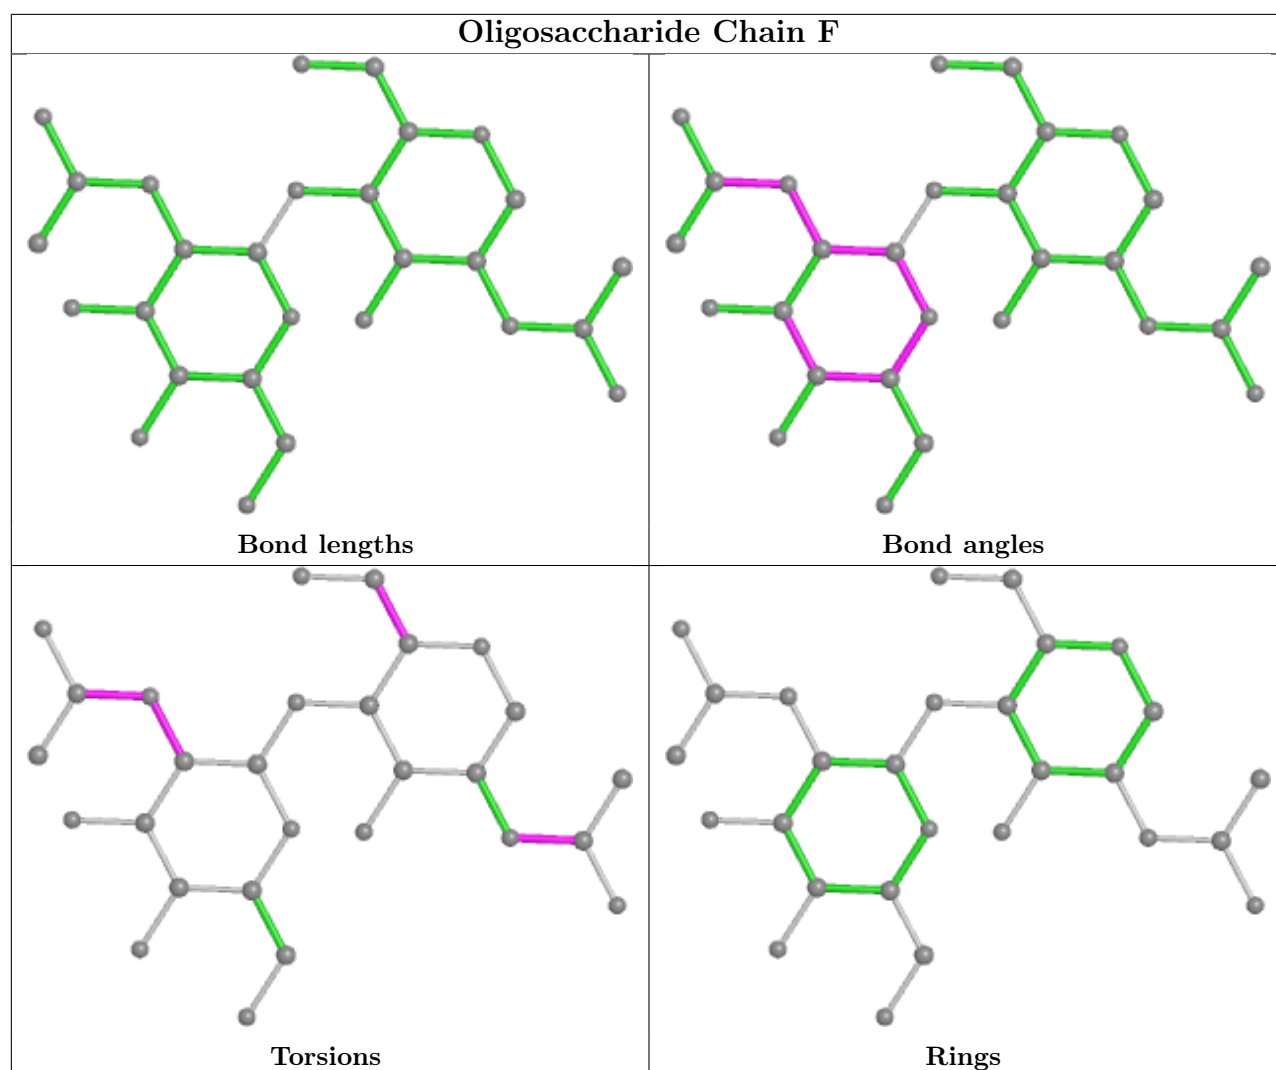 Oligosaccharide Chain F
Bond lengths
Bond angles
Torsions
Rings